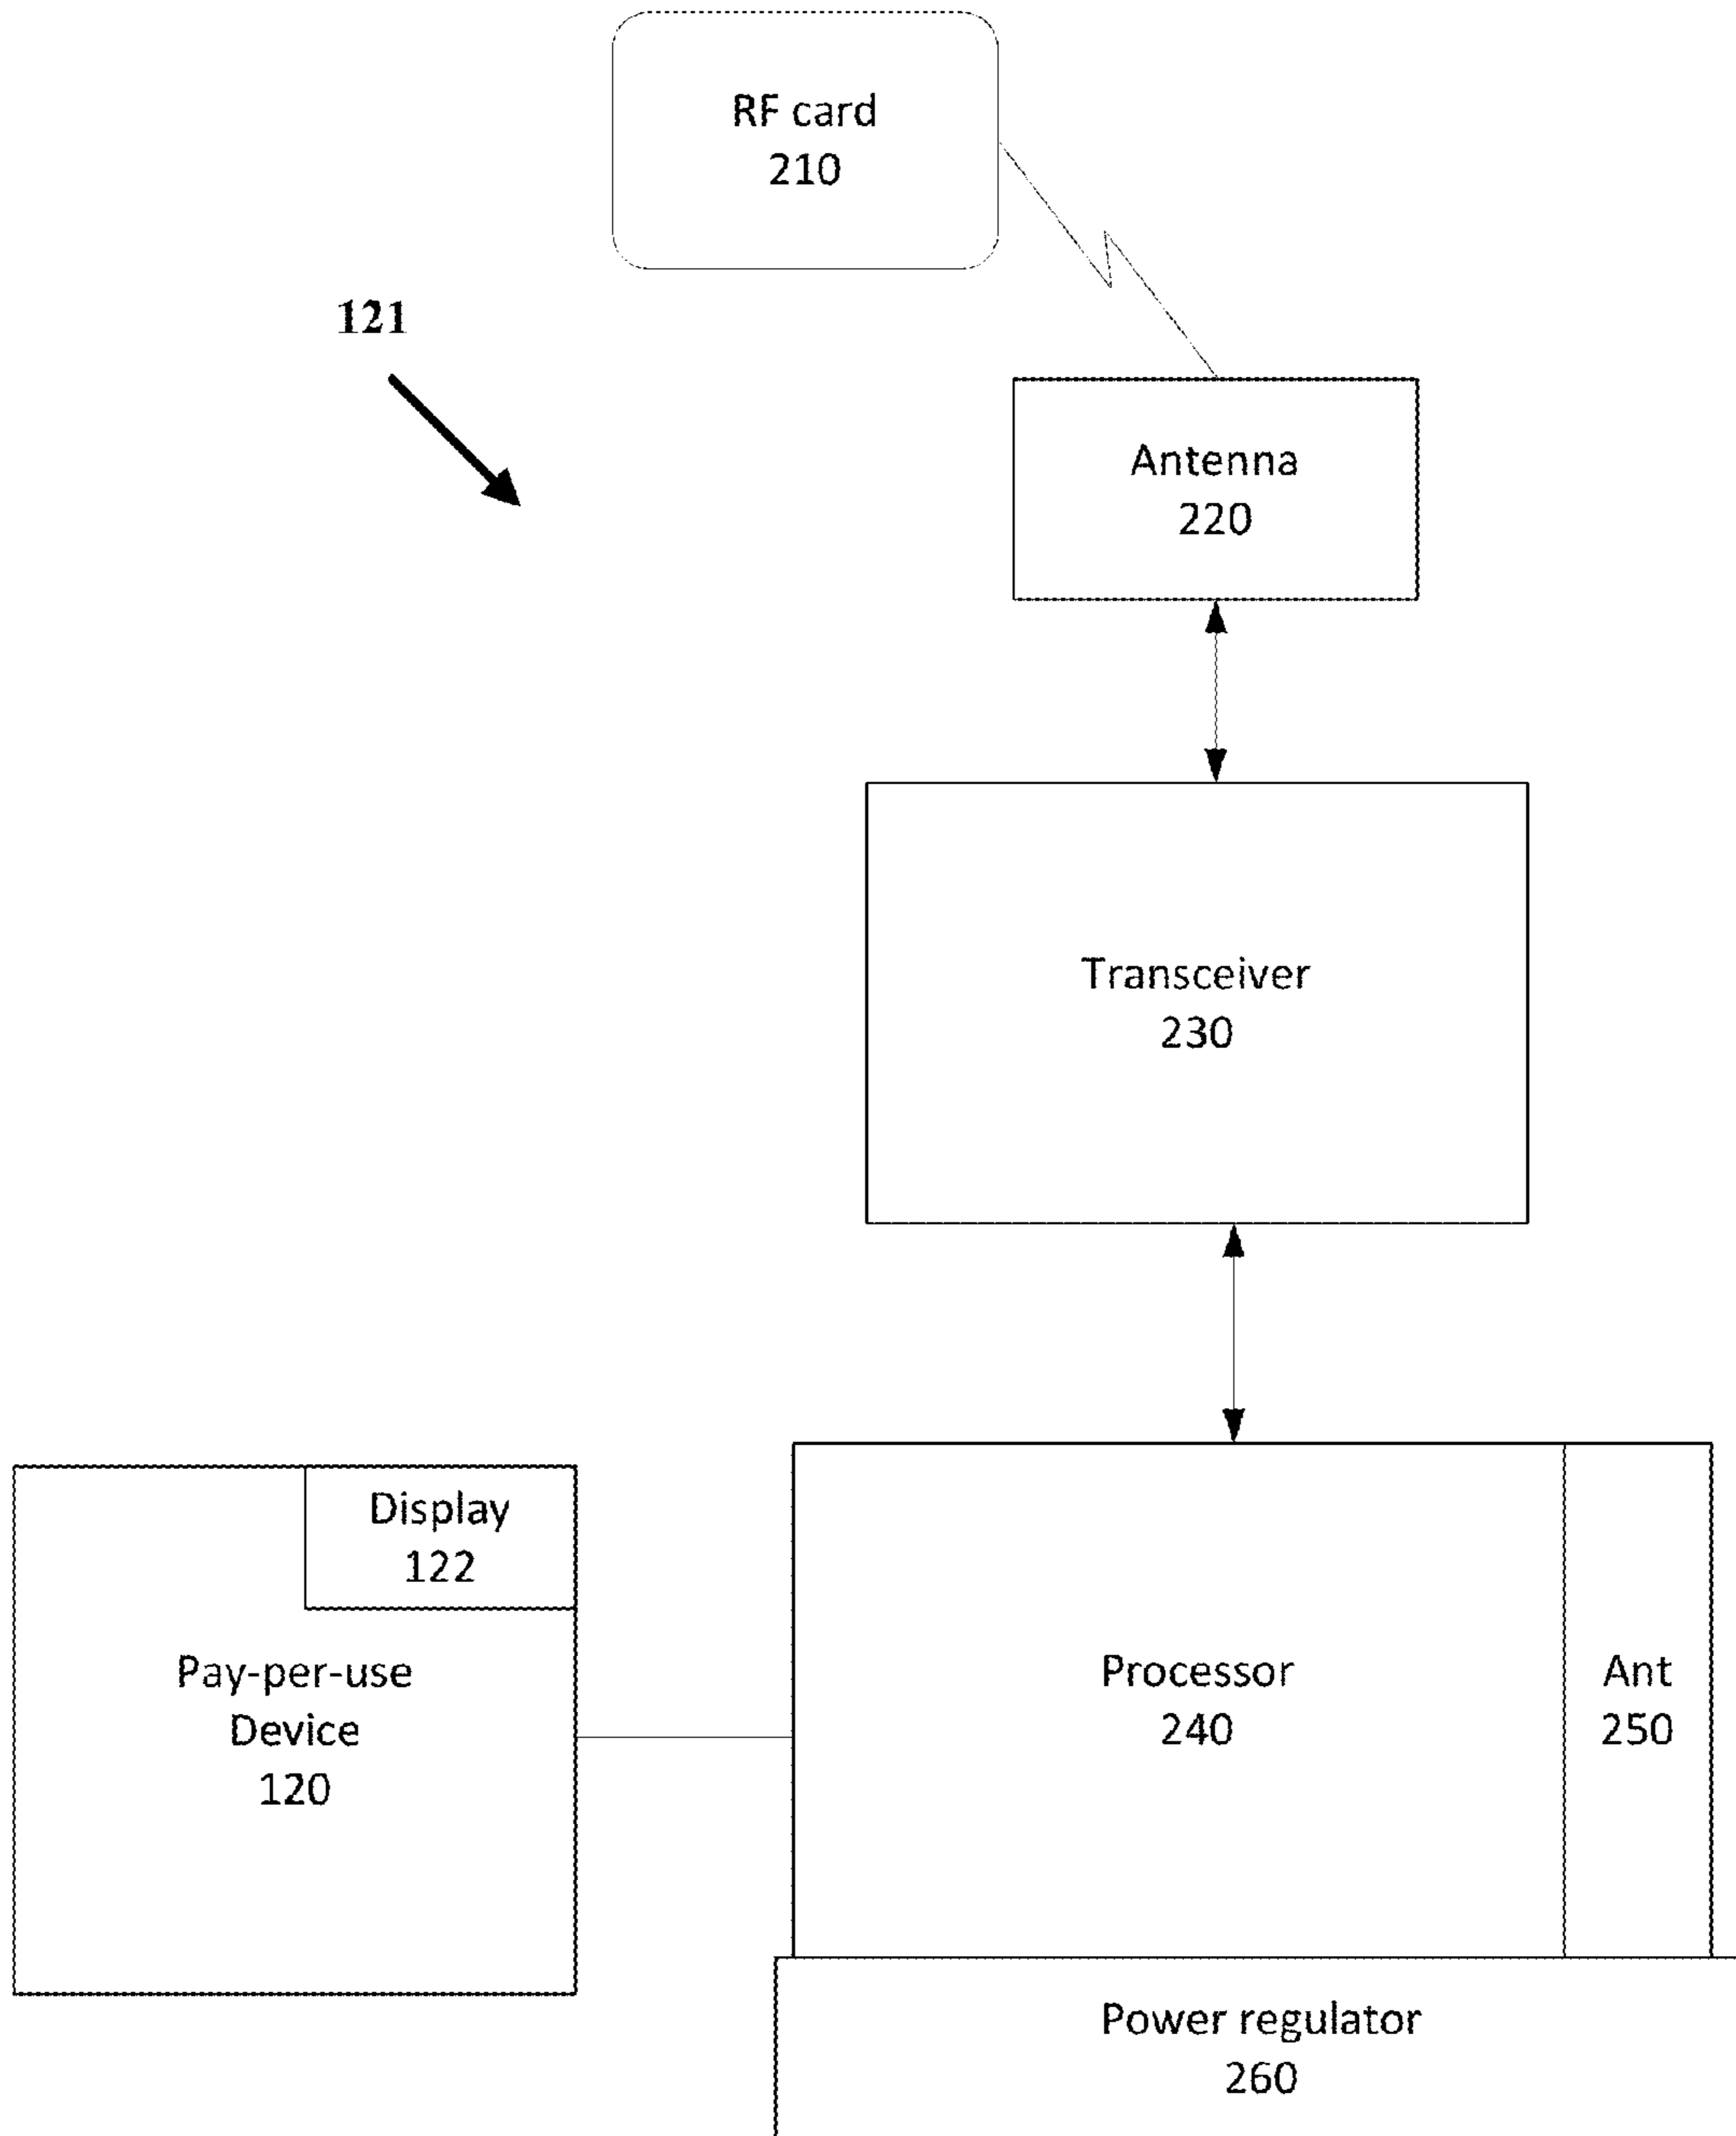 RF card
210
121
Antenna
220
Transceiver
230
Display
122
Pay-per-use
Device
120
Processor
240
Ant
250
Power regulator
260